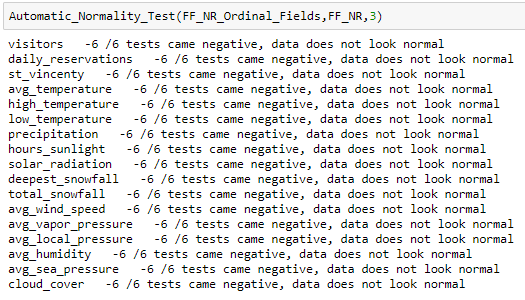 Automatic_Normality_Test(FF_NR_Ordinal_Fields,FF_NR,3)
visitors -6 /6 tests came negative, data does not look normal
daily_reservations -6 /6 tests came negative, data does not look normal
st_vincenty -6 /6 tests came negative, data does not look normal
avg_temperature -6 /6 tests came negative, data does not look normal
high_temperature -6 /6 tests came negative, data does not look normal
low_temperature -6 /6 tests came negative, data does not look normal
precipitation -6 /6 tests came negative, data does not look normal
hours_sunlight -6 /6 tests came negative, data does not look normal
solar_radiation -6 /6 tests came negative, data does not look normal
deepest_snowfall -6 /6 tests came negative, data does not look normal
total_snowfall -6 /6 tests came negative, data does not look normal
avg_wind_speed -6 /6 tests came negative, data does not look normal
avg_vapor_pressure -6 /6 tests came negative, data does not look normal
avg_local_pressure -6 /6 tests came negative, data does not look normal
avg_humidity -6 /6 tests came negative, data does not look normal
avg_sea_pressure -6 /6 tests came negative, data does not look normal
cloud_cover -6 /6 tests came negative, data does not look normal